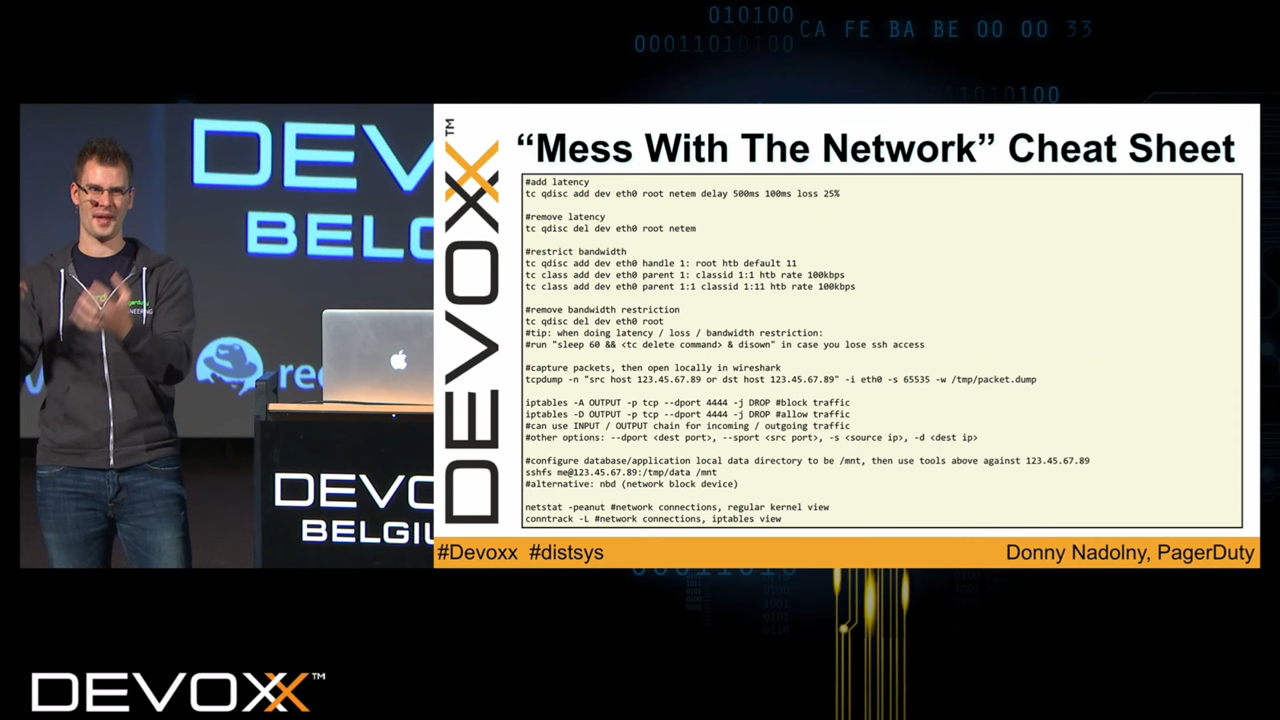 010100
00011010100
CA FE BA BE 00 00 33
1010100
DEV
BELG
DEVOXX™
“Mess With The Network” Cheat Sheet
#add latency
tc qdisc add dev eth0 root netem delay 500ms 100ms loss 25%
#remove latency
tc qdisc del dev eth0 root netem
#restrict bandwidth
tc qdisc add dev eth0 handle 1: root htb default 11
tc class add dev eth0 parent 1: classid 1:1 htb rate 100kbps
tc class add dev eth0 parent 1:1 classid 1:11 htb rate 100kbps
#remove bandwidth restriction
tc qdisc del dev eth0 root
#tip: when doing latency / loss / bandwidth restriction:
#run "sleep 60 && <tc delete command> & disown" in case you lose ssh access
#capture packets, then open locally in wireshark
tcpdump -n "src host 123.45.67.89 or dst host 123.45.67.89" -i eth0 -s 65535 -w /tmp/packet.dump
iptables -A OUTPUT -p tcp --dport 4444 -j DROP #block traffic
iptables -D OUTPUT -p tcp --dport 4444 -j DROP #allow traffic
#can use INPUT / OUTPUT chain for incoming / outgoing traffic
#other options: --dport <dest port>, --sport <src port>, -s <source ip>, -d <dest ip>
#configure database/application local data directory to be /mnt, then use tools above against 123.45.67.89
sshfs me@123.45.67.89:/tmp/data /mnt
#alternative: nbd (network block device)
netstat -peanut #network connections, regular kernel view
conntrack -L #network connections, iptables view
#Devoxx #distsys
Donny Nadolny, PagerDuty
red
DEVO
BELGIU
DEVOXX™